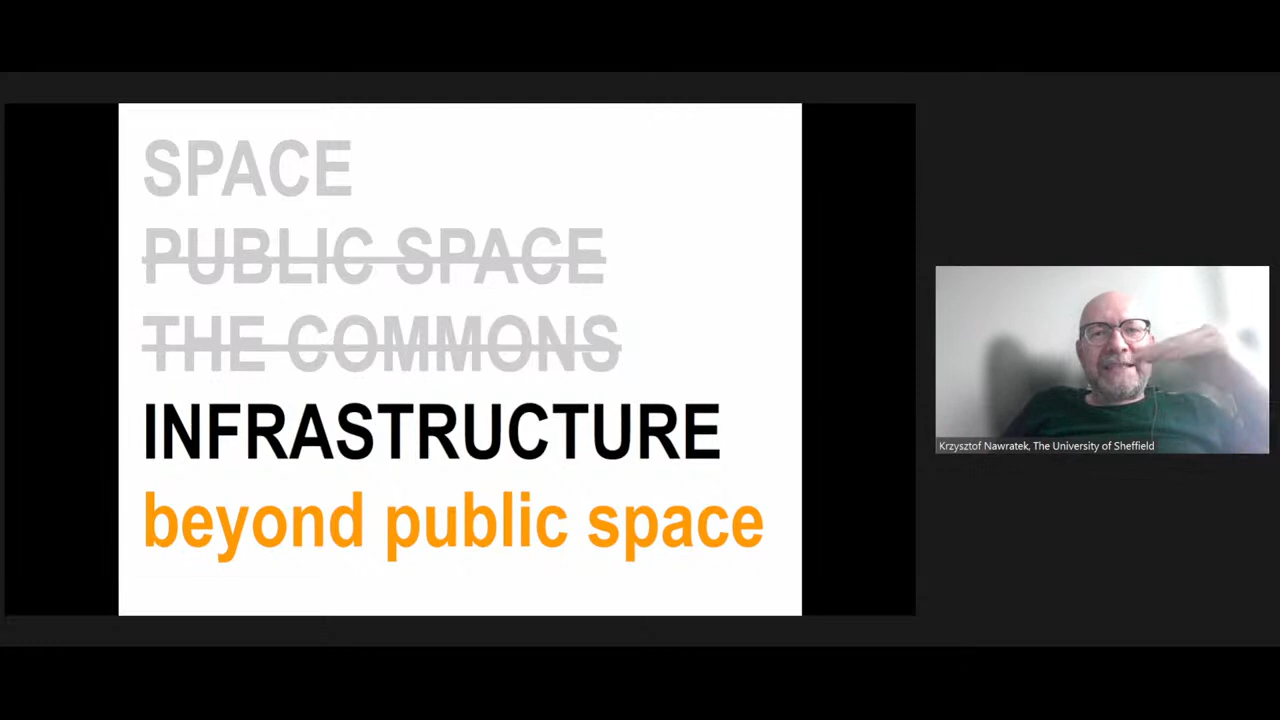 SPACE
PUBLIC SPACE
THE COMMONS
INFRASTRUCTURE
beyond public space
Krzysztof Nawratek, The University of Sheffield